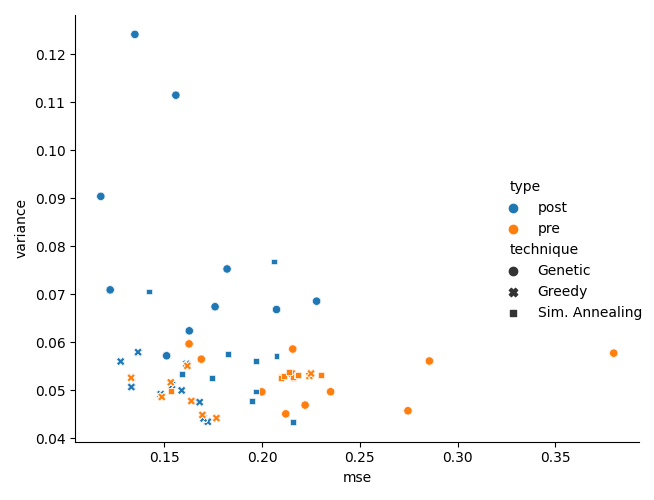 0.12
0.11
0.10
0.09
0.08
0.07
0.06
0.05
0.04
variance
0.15
0.20
0.25
0.30
0.35
mse
type
post
pre
technique
Genetic
Greedy
Sim. Annealing